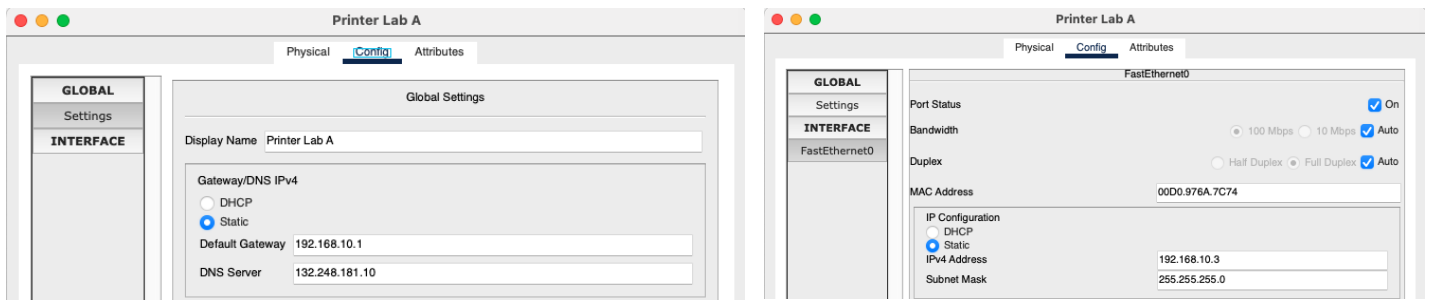 Printer Lab A
Physical Config Attributes
GLOBAL
Settings
INTERFACE
Global Settings
Display Name Printer Lab A
Gateway/DNS IPv4
DHCP
Static
Default Gateway 192.168.10.1
DNS Server 132.248.181.10
Printer Lab A
Physical Config Attributes
GLOBAL
Settings
INTERFACE
FastEthernet0
FastEthernet0
Port Status On
Bandwidth 100 Mbps 10 Mbps Auto
Duplex Half Duplex Full Duplex Auto
MAC Address 00D0.976A.7C74
IP Configuration
DHCP
Static
IPv4 Address 192.168.10.3
Subnet Mask 255.255.255.0